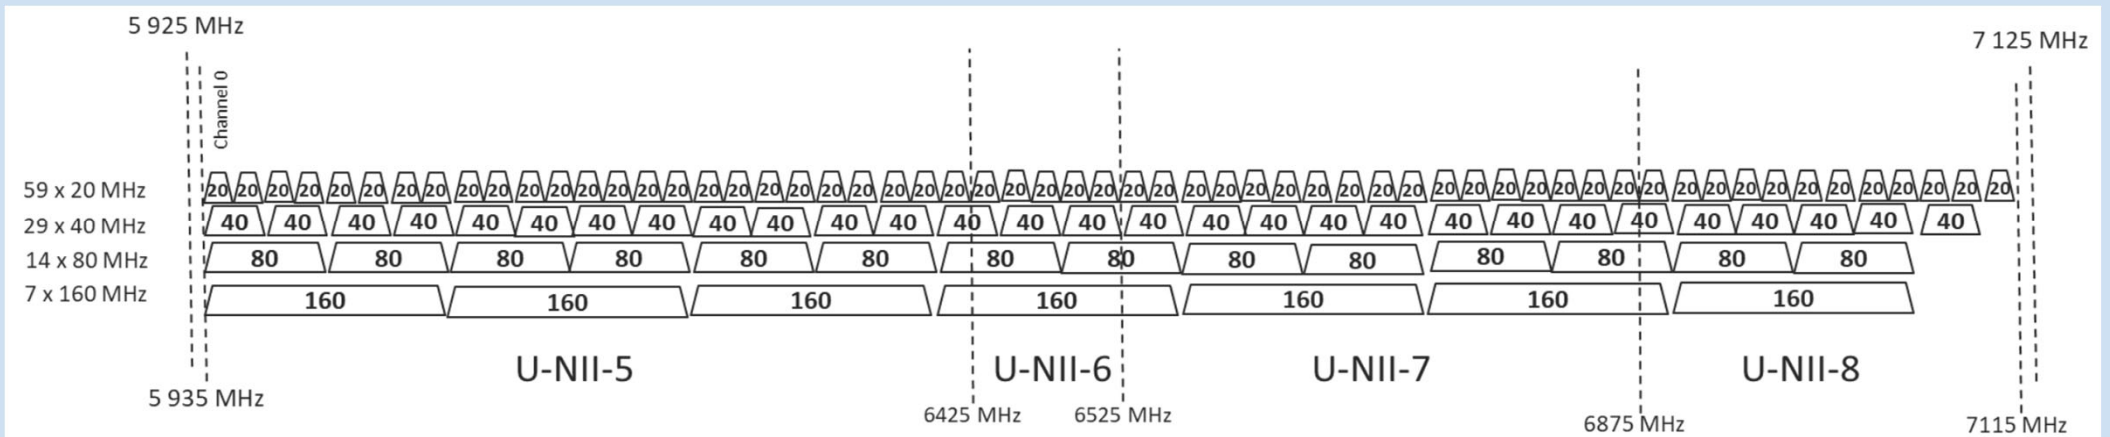 5 925 MHz
7 125 MHz
Channel 0
59 x 20 MHz
20 20 20 20 20 20 20 20 20 20 20 20 20 20 20 20 20 20 20 20 20 20 20 20 20 20 20 20 20 20 20 20 20 20 20 20 20 20 20 20 20 20 20 20 20 20 20 20 20 20 20 20 20 20 20 20 20 20 20
29 x 40 MHz
40 40 40 40 40 40 40 40 40 40 40 40 40 40 40 40 40 40 40 40 40 40 40 40 40 40 40 40 40
14 x 80 MHz
80 80 80 80 80 80 80 80 80 80 80 80 80 80
7 x 160 MHz
160 160 160 160 160 160 160
U-NII-5 U-NII-6 U-NII-7 U-NII-8
5 935 MHz
6425 MHz
6525 MHz
6875 MHz
7115 MHz